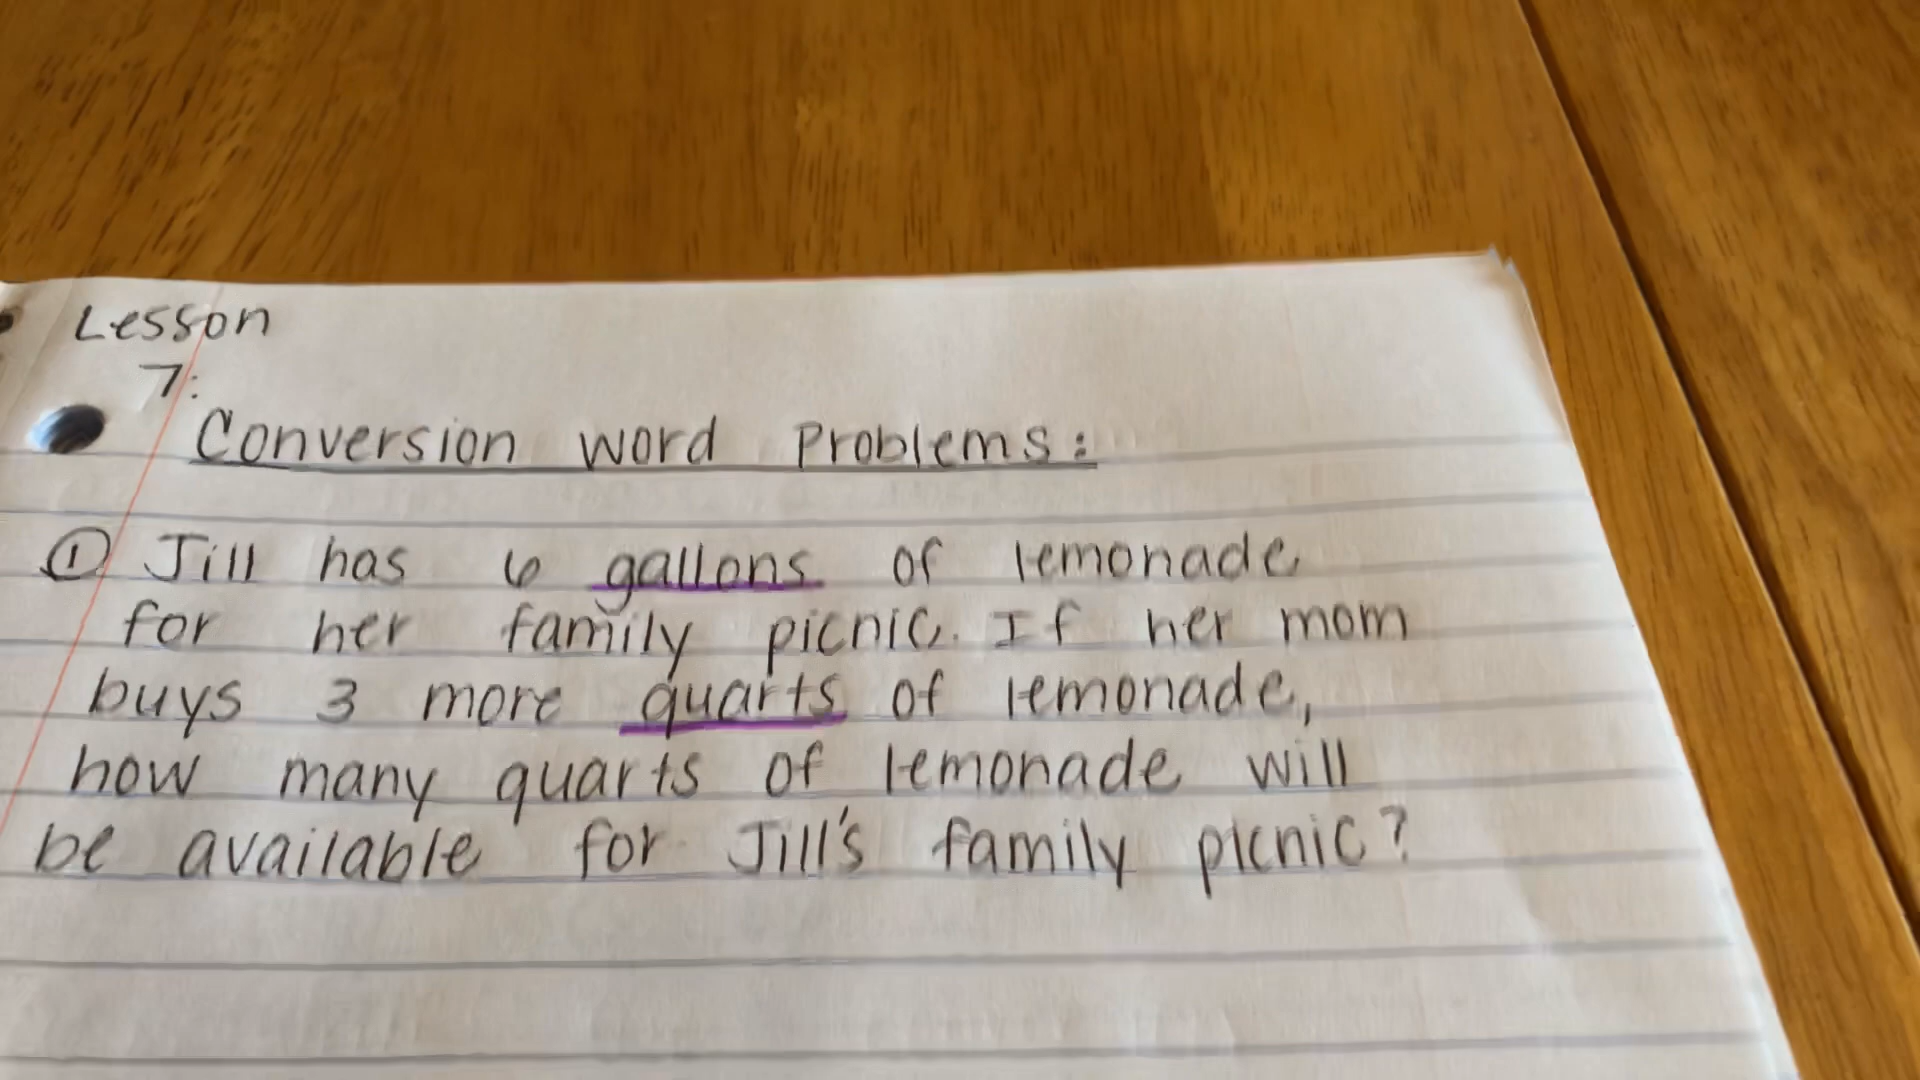 Lesson
7:
Conversion word Problems:
① Jill has 6 gallons of lemonade
for her family picnic. If her mom
buys 3 more quarts of lemonade,
how many quarts of lemonade will
be available for Jill's family picnic?